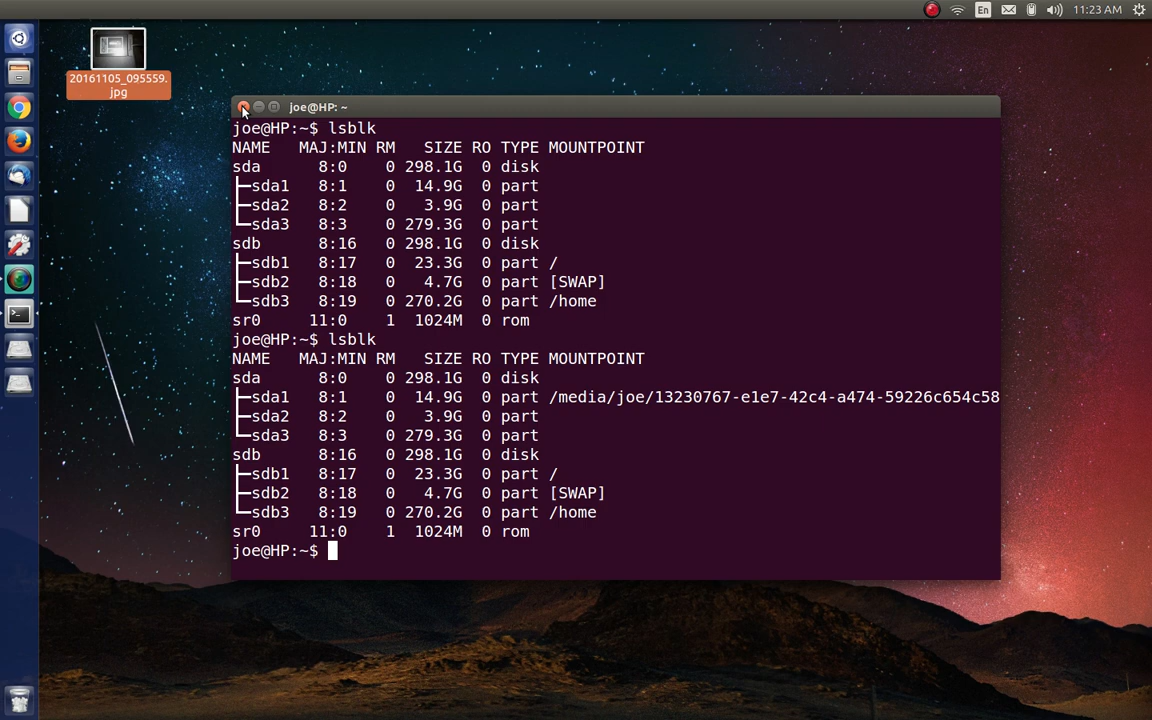 En
11:23 AM
20161105_095559.
jpg
joe@HP: ~
joe@HP:~$ lsblk
NAME   MAJ:MIN RM   SIZE RO TYPE MOUNTPOINT
sda      8:0    0 298.1G  0 disk
├─sda1   8:1    0  14.9G  0 part
├─sda2   8:2    0   3.9G  0 part
└─sda3   8:3    0 279.3G  0 part
sdb      8:16   0 298.1G  0 disk
├─sdb1   8:17   0  23.3G  0 part /
├─sdb2   8:18   0   4.7G  0 part [SWAP]
└─sdb3   8:19   0 270.2G  0 part /home
sr0     11:0    1  1024M  0 rom
joe@HP:~$ lsblk
NAME   MAJ:MIN RM   SIZE RO TYPE MOUNTPOINT
sda      8:0    0 298.1G  0 disk
├─sda1   8:1    0  14.9G  0 part /media/joe/13230767-e1e7-42c4-a474-59226c654c58
├─sda2   8:2    0   3.9G  0 part
└─sda3   8:3    0 279.3G  0 part
sdb      8:16   0 298.1G  0 disk
├─sdb1   8:17   0  23.3G  0 part /
├─sdb2   8:18   0   4.7G  0 part [SWAP]
└─sdb3   8:19   0 270.2G  0 part /home
sr0     11:0    1  1024M  0 rom
joe@HP:~$